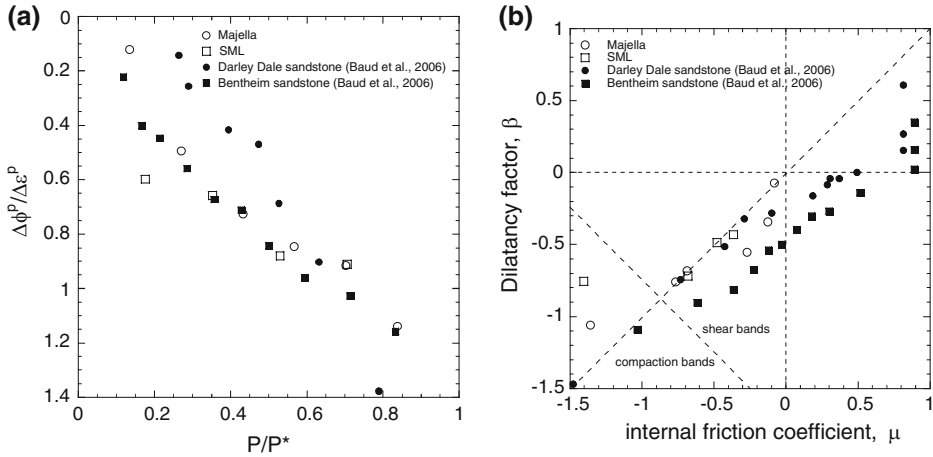 (a)
0
0.2
0.4
0.6
0.8
1
1.2
1.4
Δϕᵖ/Δεᵖ
Majella
SML
Darley Dale sandstone (Baud et al., 2006)
Bentheim sandstone (Baud et al., 2006)
0 0.2 0.4 0.6 0.8 1
P/P*
(b)
1
0.5
0
-0.5
-1
-1.5
Dilatancy factor, β
Majella
SML
Darley Dale sandstone (Baud et al., 2006)
Bentheim sandstone (Baud et al., 2006)
shear bands
compaction bands
-1.5 -1 -0.5 0 0.5 1
internal friction coefficient, μ